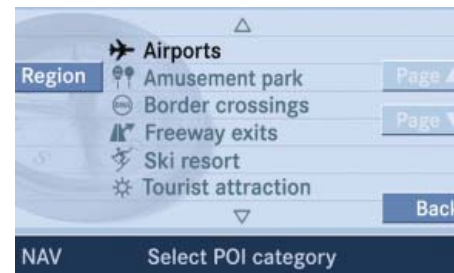 Airports
Region
Amusement park
Page
Border crossings
Page
Freeway exits
Ski resort
Tourist attraction
Back
NAV
Select POI category